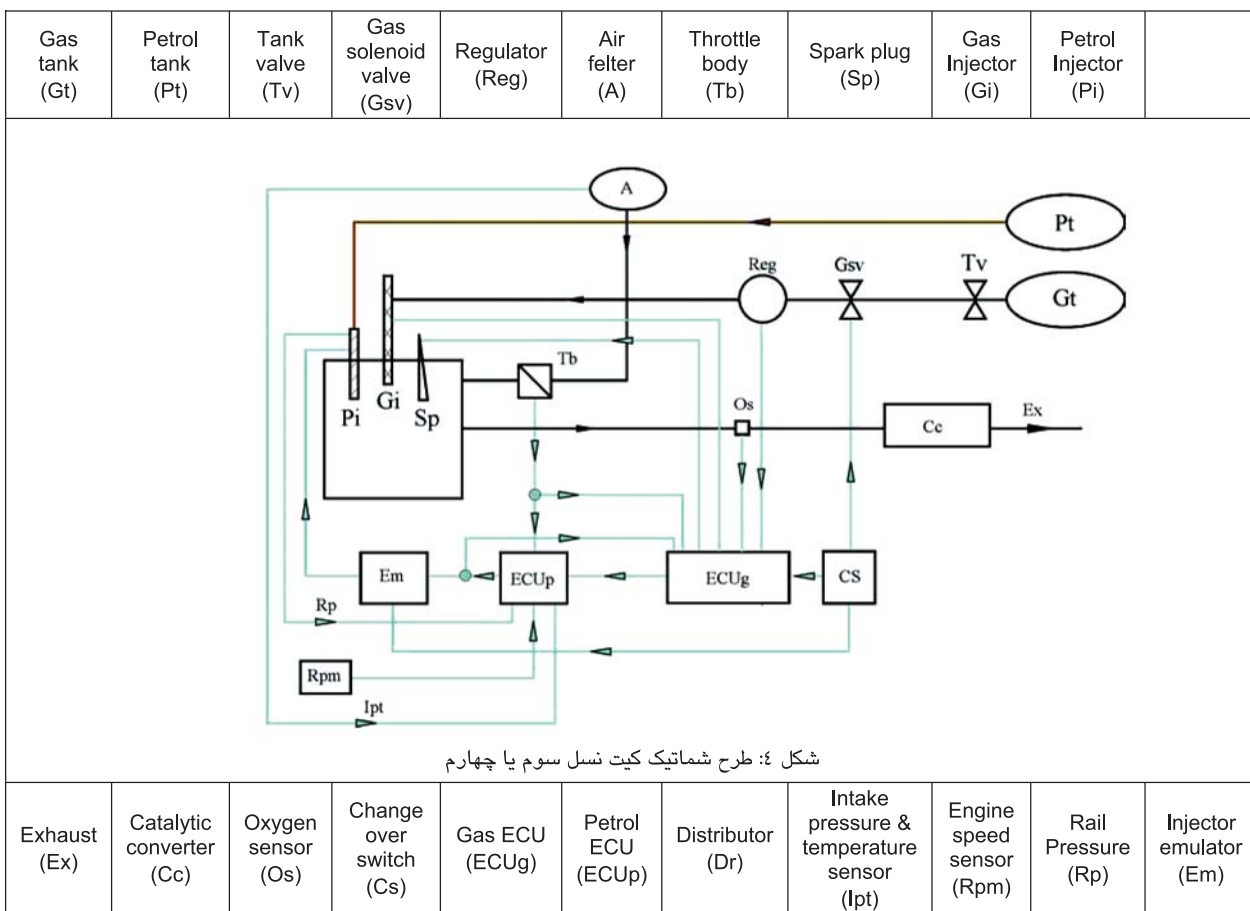 Gas
tank
(Gt)
Petrol
tank
(Pt)
Tank
valve
(Tv)
Gas
solenoid
valve
(Gsv)
Regulator
(Reg)
Air
felter
(A)
Throttle
body
(Tb)
Spark plug
(Sp)
Gas
Injector
(Gi)
Petrol
Injector
(Pi)
A
Pt
Reg
Gsv
Tv
Gt
Tb
Pi
Gi
Sp
Os
Cc
Ex
Em
ECUp
ECUg
CS
Rp
Rpm
Ipt
شکل ٤: طرح شماتیک کیت نسل سوم یا چهارم
Exhaust
(Ex)
Catalytic
converter
(Cc)
Oxygen
sensor
(Os)
Change
over
switch
(Cs)
Gas ECU
(ECUg)
Petrol
ECU
(ECUp)
Distributor
(Dr)
Intake
pressure &
temperature
sensor
(Ipt)
Engine
speed
sensor
(Rpm)
Rail
Pressure
(Rp)
Injector
emulator
(Em)